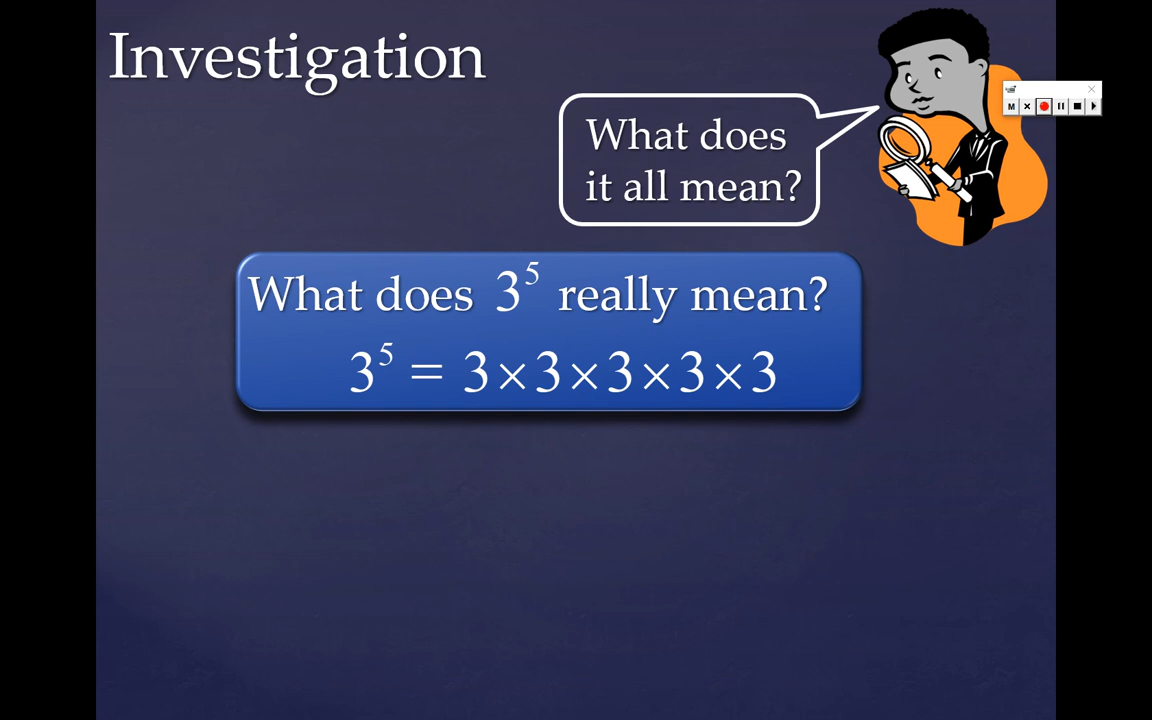 Investigation
What does
it all mean?
M
What does 3⁵ really mean?
3⁵ = 3×3×3×3×3